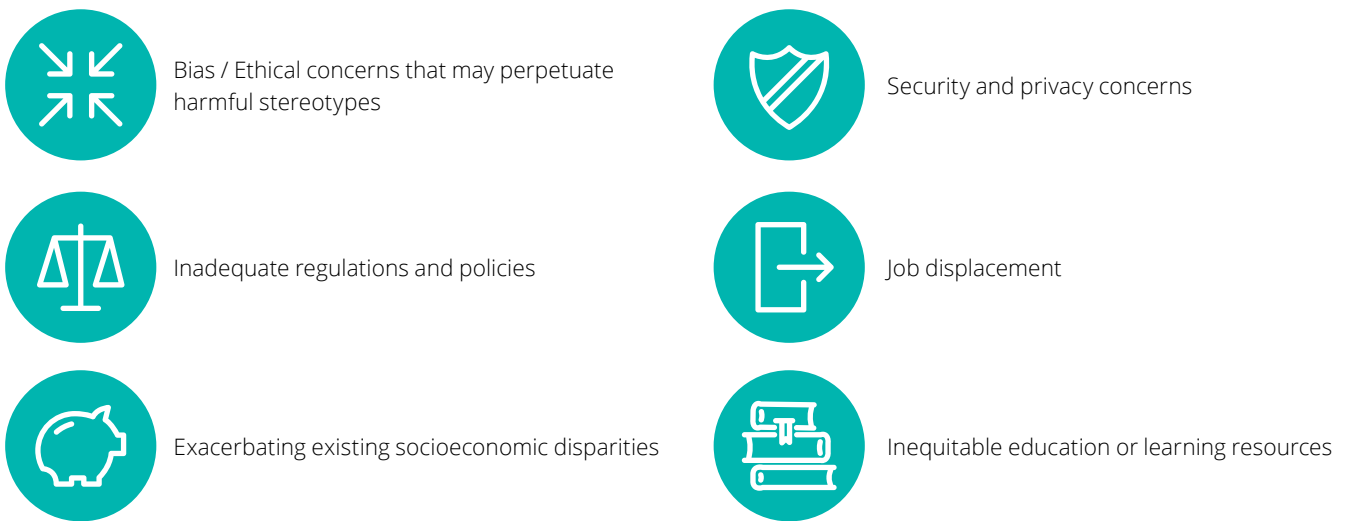 Bias / Ethical concerns that may perpetuate
harmful stereotypes
Security and privacy concerns
Inadequate regulations and policies
Job displacement
Exacerbating existing socioeconomic disparities
Inequitable education or learning resources